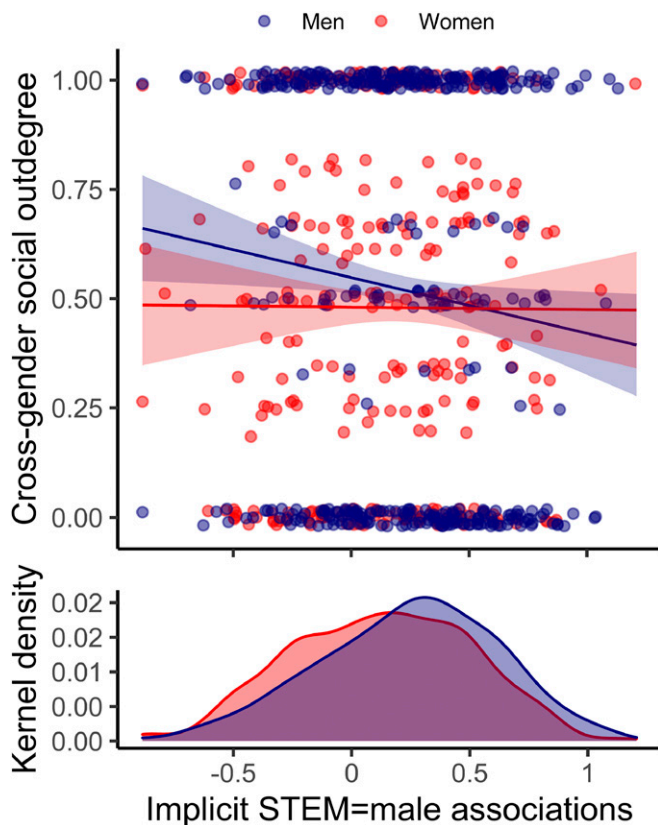 Men Women
Cross-gender social outdegree
1.00
0.75
0.50
0.25
0.00
Kernel density
0.02
0.02
0.01
0.00
0.00
-0.5 0 0.5 1
Implicit STEM=male associations